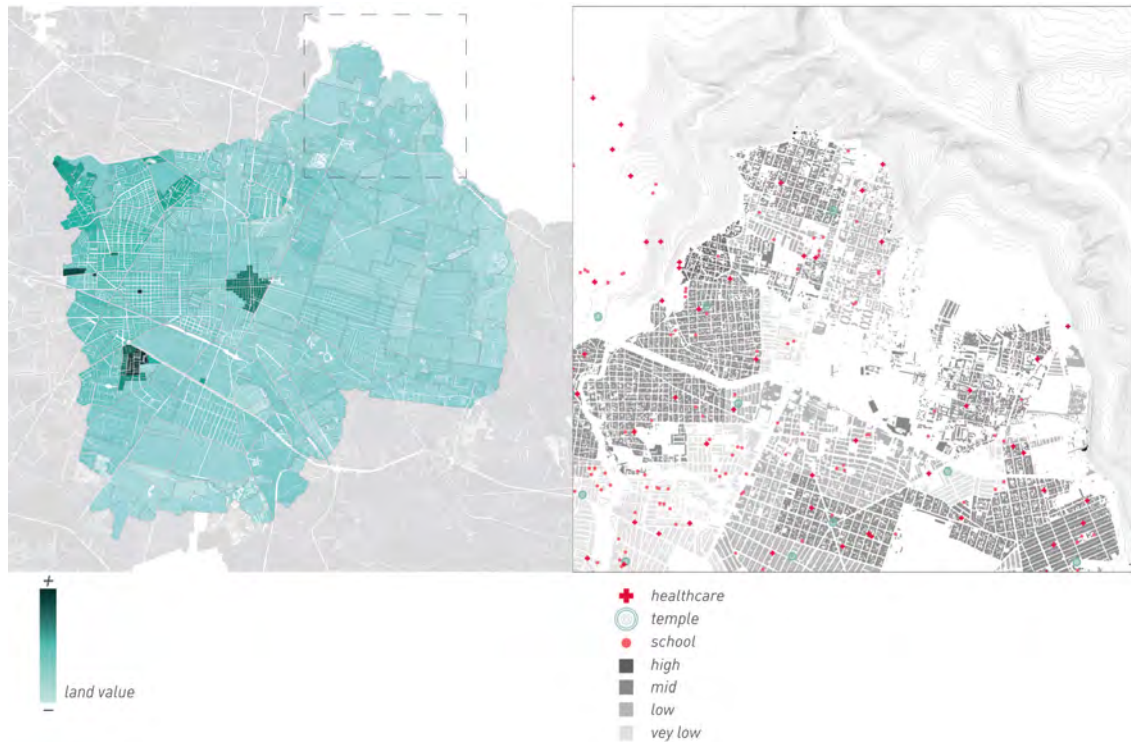 +
land value
−
healthcare
temple
school
high
mid
low
vey low